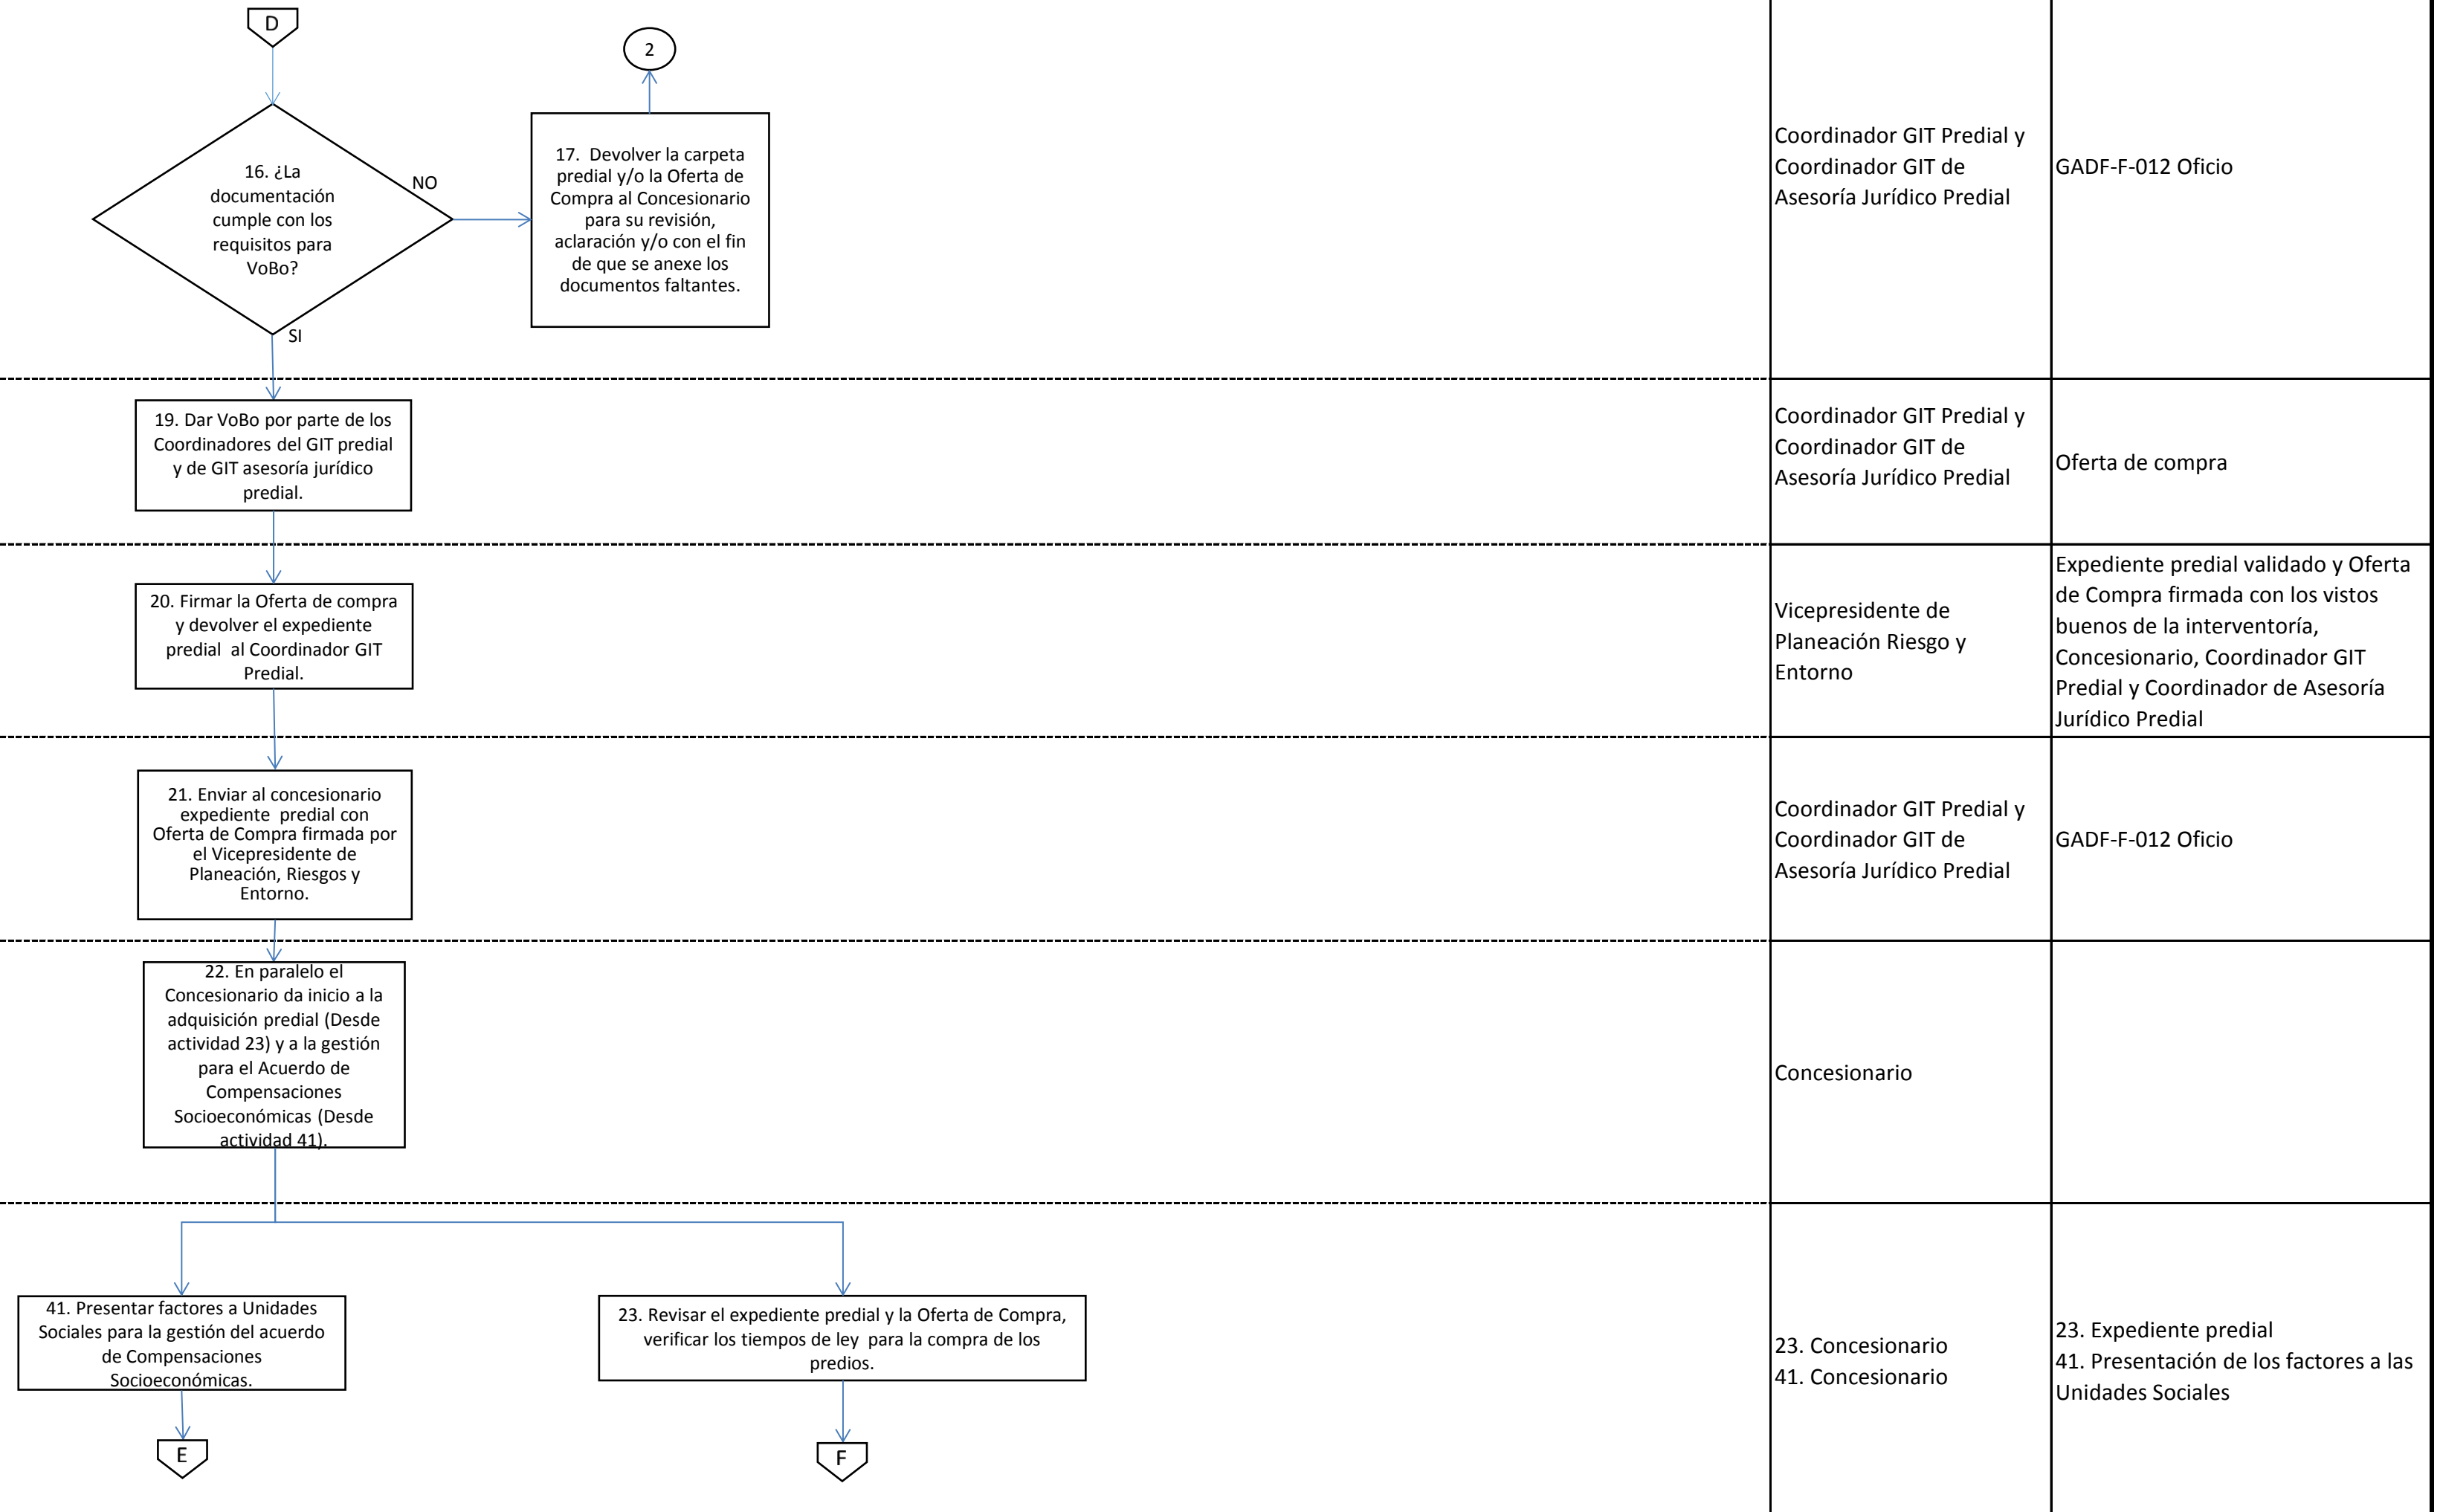 D
2
16. ¿La
documentación
cumple con los
requisitos para
VoBo?
NO
SI
17. Devolver la carpeta
predial y/o la Oferta de
Compra al Concesionario
para su revisión,
aclaración y/o con el fin
de que se anexe los
documentos faltantes.
Coordinador GIT Predial y
Coordinador GIT de
Asesoría Jurídico Predial
GADF-F-012 Oficio
19. Dar VoBo por parte de los
Coordinadores del GIT predial
y de GIT asesoría jurídico
predial.
Coordinador GIT Predial y
Coordinador GIT de
Asesoría Jurídico Predial
Oferta de compra
20. Firmar la Oferta de compra
y devolver el expediente
predial al Coordinador GIT
Predial.
Vicepresidente de
Planeación Riesgo y
Entorno
Expediente predial validado y Oferta
de Compra firmada con los vistos
buenos de la interventoría,
Concesionario, Coordinador GIT
Predial y Coordinador de Asesoría
Jurídico Predial
21. Enviar al concesionario
expediente predial con
Oferta de Compra firmada por
el Vicepresidente de
Planeación, Riesgos y
Entorno.
Coordinador GIT Predial y
Coordinador GIT de
Asesoría Jurídico Predial
GADF-F-012 Oficio
22. En paralelo el
Concesionario da inicio a la
adquisición predial (Desde
actividad 23) y a la gestión
para el Acuerdo de
Compensaciones
Socioeconómicas (Desde
actividad 41).
Concesionario
41. Presentar factores a Unidades
Sociales para la gestión del acuerdo
de Compensaciones
Socioeconómicas.
23. Revisar el expediente predial y la Oferta de Compra,
verificar los tiempos de ley para la compra de los
predios.
23. Concesionario
41. Concesionario
23. Expediente predial
41. Presentación de los factores a las
Unidades Sociales
E
F